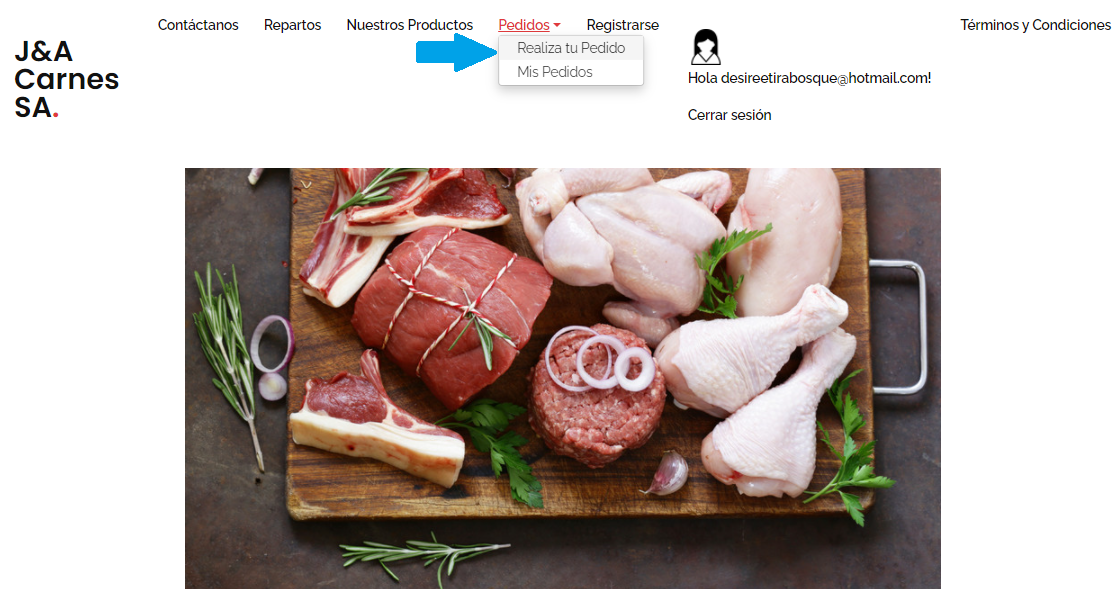 Contáctanos Repartos Nuestros Productos Pedidos Registrarse Términos y Condiciones
J&A
Carnes
SA.
Realiza tu Pedido
Mis Pedidos
Hola desireetirabosque@hotmail.com!
Cerrar sesión